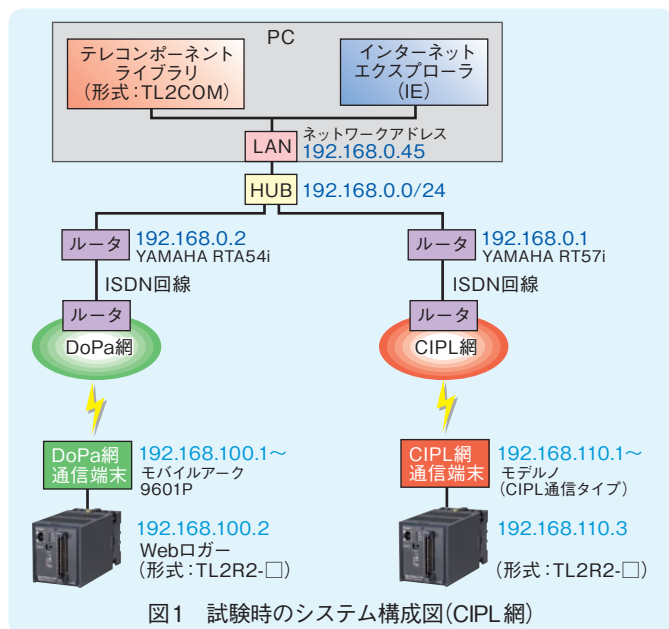 PC
テレコンポーネント
ライブラリ
(形式:TL2COM)
インターネット
エクスプローラ
(IE)
LAN
ネットワークアドレス
192.168.0.45
HUB
192.168.0.0/24
ルータ
192.168.0.2
YAMAHA RTA54i
ルータ
192.168.0.1
YAMAHA RT57i
ISDN回線
ISDN回線
ルータ
DoPa網
ルータ
CIPL網
DoPa網
通信端末
192.168.100.1〜
モバイルアーク
9601P
CIPL網
通信端末
192.168.110.1〜
モデルノ
(CIPL通信タイプ)
192.168.100.2
Webロガー
(形式:TL2R2-□)
192.168.110.3
(形式:TL2R2-□)
図1 試験時のシステム構成図(CIPL網)